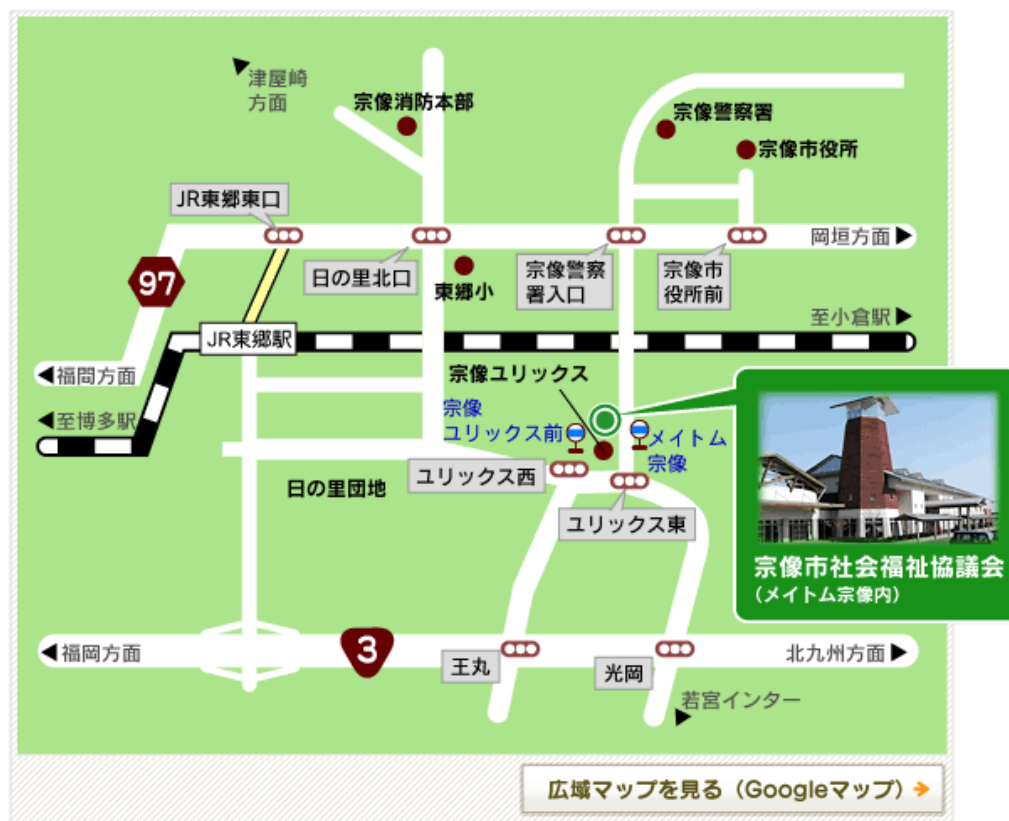 津屋崎
方面
宗像消防本部
宗像警察署
宗像市役所
JR東郷東口
岡垣方面
97
日の里北口
東郷小
宗像警察
署入口
宗像市
役所前
至小倉駅
JR東郷駅
福間方面
宗像ユリックス
至博多駅
宗像
ユリックス前
メイトム
宗像
ユリックス西
日の里団地
ユリックス東
宗像市社会福祉協議会
(メイトム宗像内)
福岡方面
3
王丸
光岡
北九州方面
若宮インター
広域マップを見る(Googleマップ)